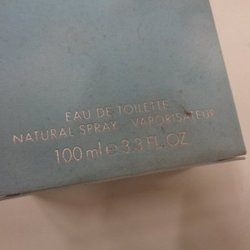 EAU DE TOILETTE
NATURAL SPRAY - VAPORISATEUR
100 ml e 3.3 FL.OZ